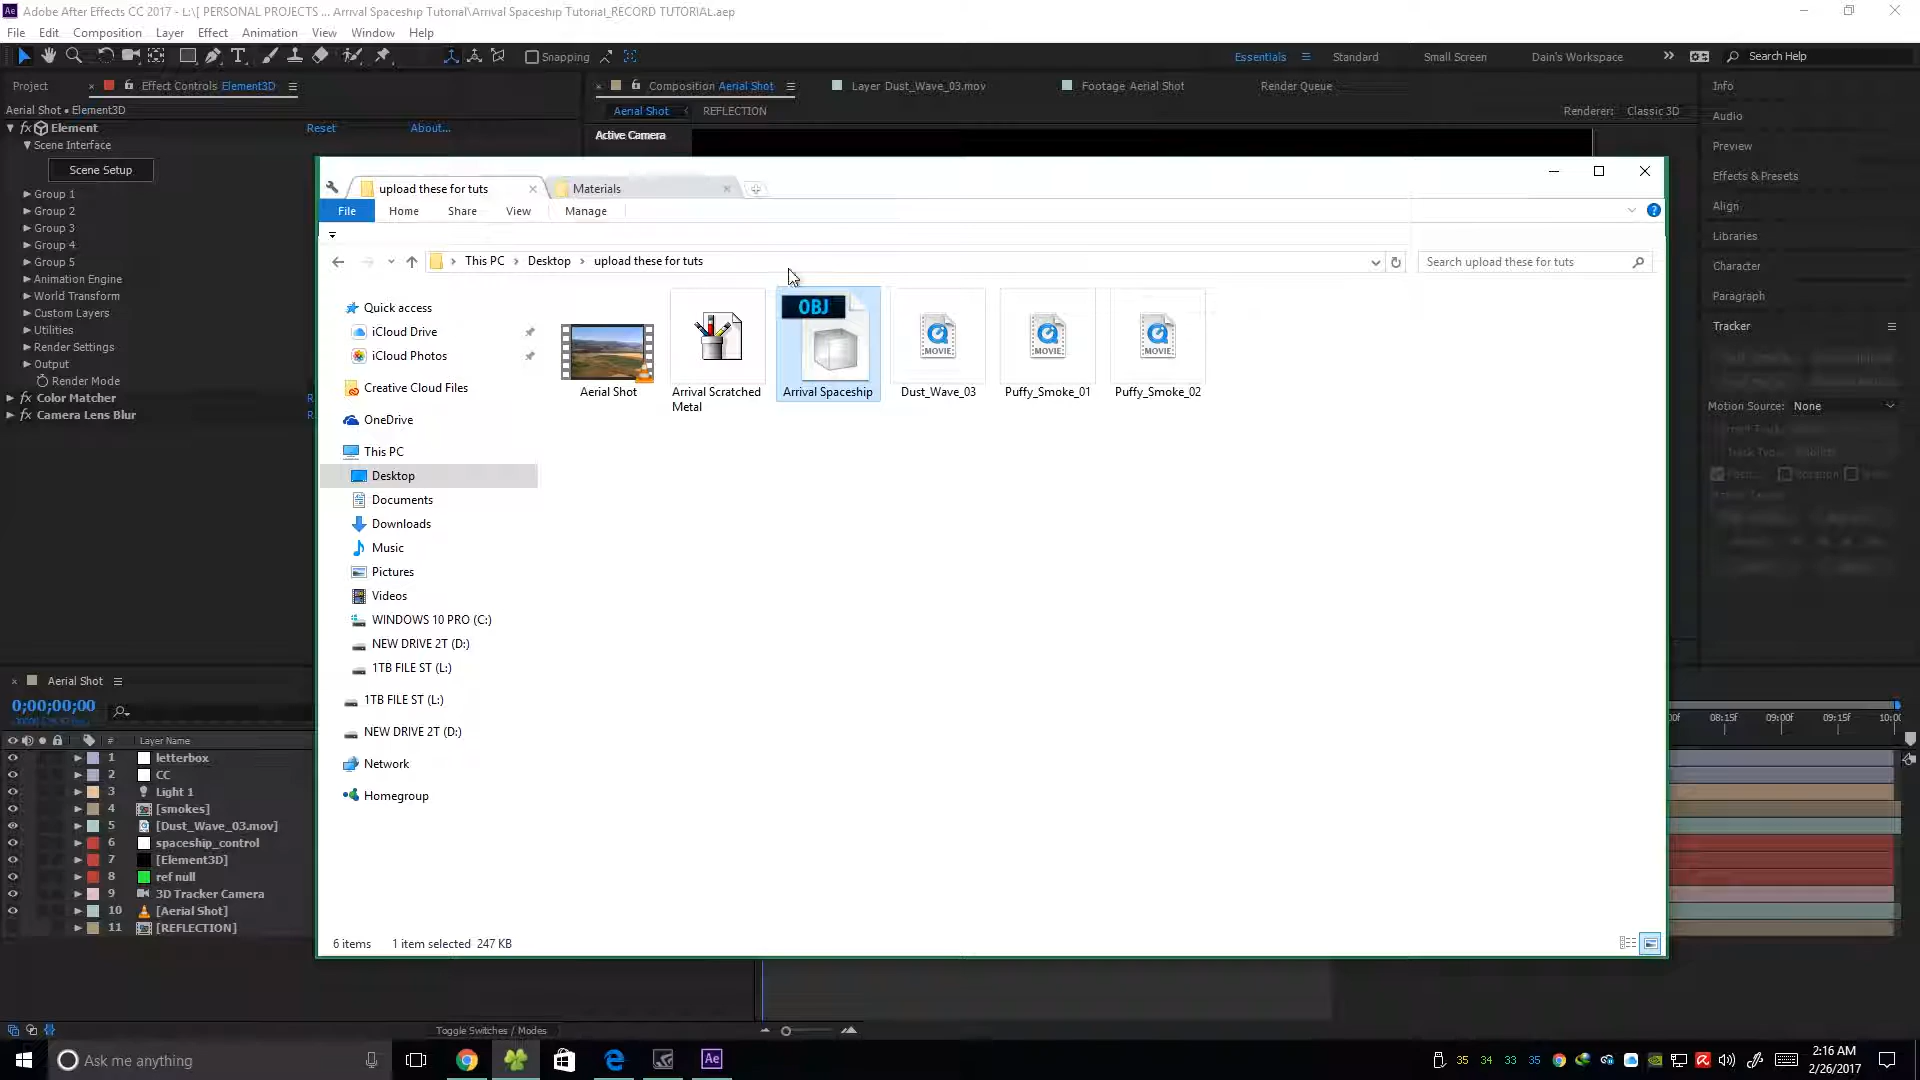 Adobe After Effects CC 2017 - L:\[ PERSONAL PROJECTS ... Arrival Spaceship Tutorial\Arrival Spaceship Tutorial_RECORD TUTORIAL.aep
File Edit Composition Layer Effect Animation View Window Help
Snapping
Essentials
Standard
Small Screen
Dain's Workspace
Search Help
Project
Effect Controls Element3D
Composition Aerial Shot
Layer Dust_Wave_03.mov
Footage Aerial Shot
Render Queue
Info
Aerial Shot • Element3D
Aerial Shot
REFLECTION
Renderer: Classic 3D
Audio
Element
Reset
About...
Active Camera
Scene Interface
Preview
Scene Setup
Effects & Presets
upload these for tuts
Materials
Group 1
Group 2
Align
File
Home
Share
View
Manage
Group 3
Libraries
Group 4
This PC
Desktop
upload these for tuts
Search upload these for tuts
Group 5
Character
Animation Engine
World Transform
Paragraph
Custom Layers
Quick access
OBJ
Utilities
iCloud Drive
MOVIE
MOVIE
MOVIE
Tracker
Render Settings
iCloud Photos
Output
Render Mode
Creative Cloud Files
Aerial Shot
Arrival Scratched
Metal
Arrival Spaceship
Dust_Wave_03
Puffy_Smoke_01
Puffy_Smoke_02
Color Matcher
Motion Source: None
Camera Lens Blur
OneDrive
This PC
Desktop
Documents
Downloads
Music
Pictures
Videos
WINDOWS 10 PRO (C:)
NEW DRIVE 2T (D:)
1TB FILE ST (L:)
1TB FILE ST (L:)
NEW DRIVE 2T (D:)
Network
Homegroup
6 items
1 item selected 247 KB
Aerial Shot
0;00;00;00
08:15f
09:00f
09:15f
# Layer Name
1 letterbox
2 CC
3 Light 1
4 [smokes]
5 [Dust_Wave_03.mov]
6 spaceship_control
7 [Element3D]
8 ref null
9 3D Tracker Camera
10 [Aerial Shot]
11 [REFLECTION]
Toggle Switches / Modes
Ask me anything
Ae
35 34 33 35
2:16 AM
2/26/2017